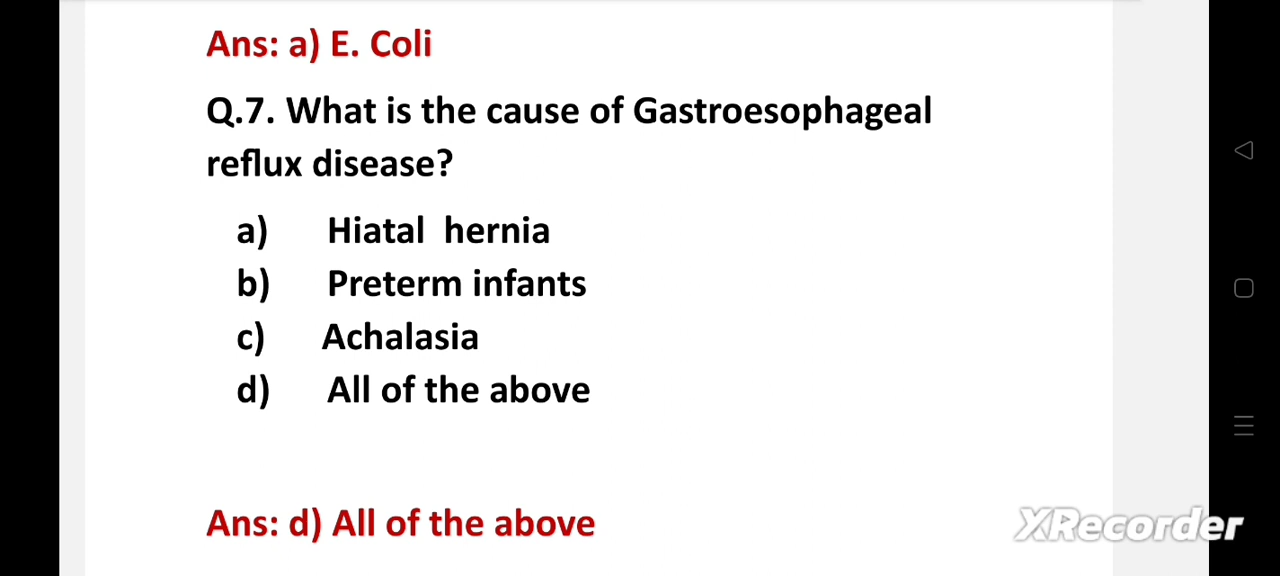 Ans: a) E. Coli
Q.7. What is the cause of Gastroesophageal
reflux disease?
a) Hiatal hernia
b) Preterm infants
c) Achalasia
d) All of the above
Ans: d) All of the above
XRecorder